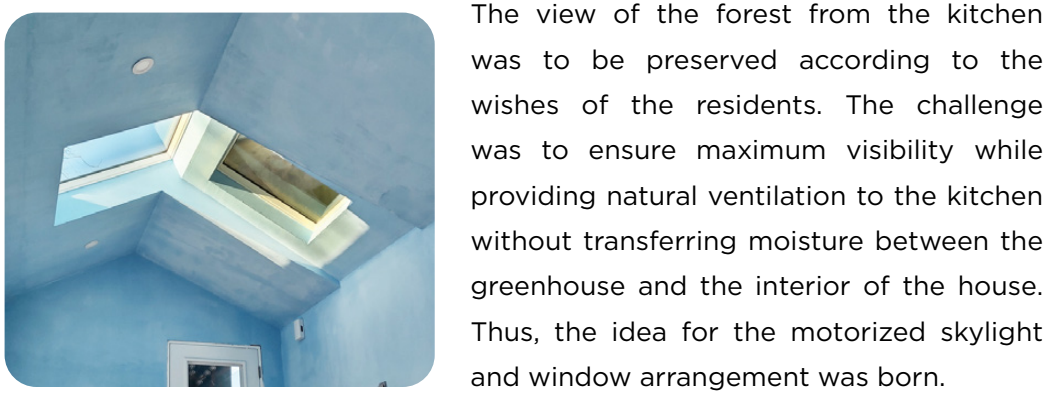 The view of the forest from the kitchen
was to be preserved according to the
wishes of the residents. The challenge
was to ensure maximum visibility while
providing natural ventilation to the kitchen
without transferring moisture between the
greenhouse and the interior of the house.
Thus, the idea for the motorized skylight
and window arrangement was born.